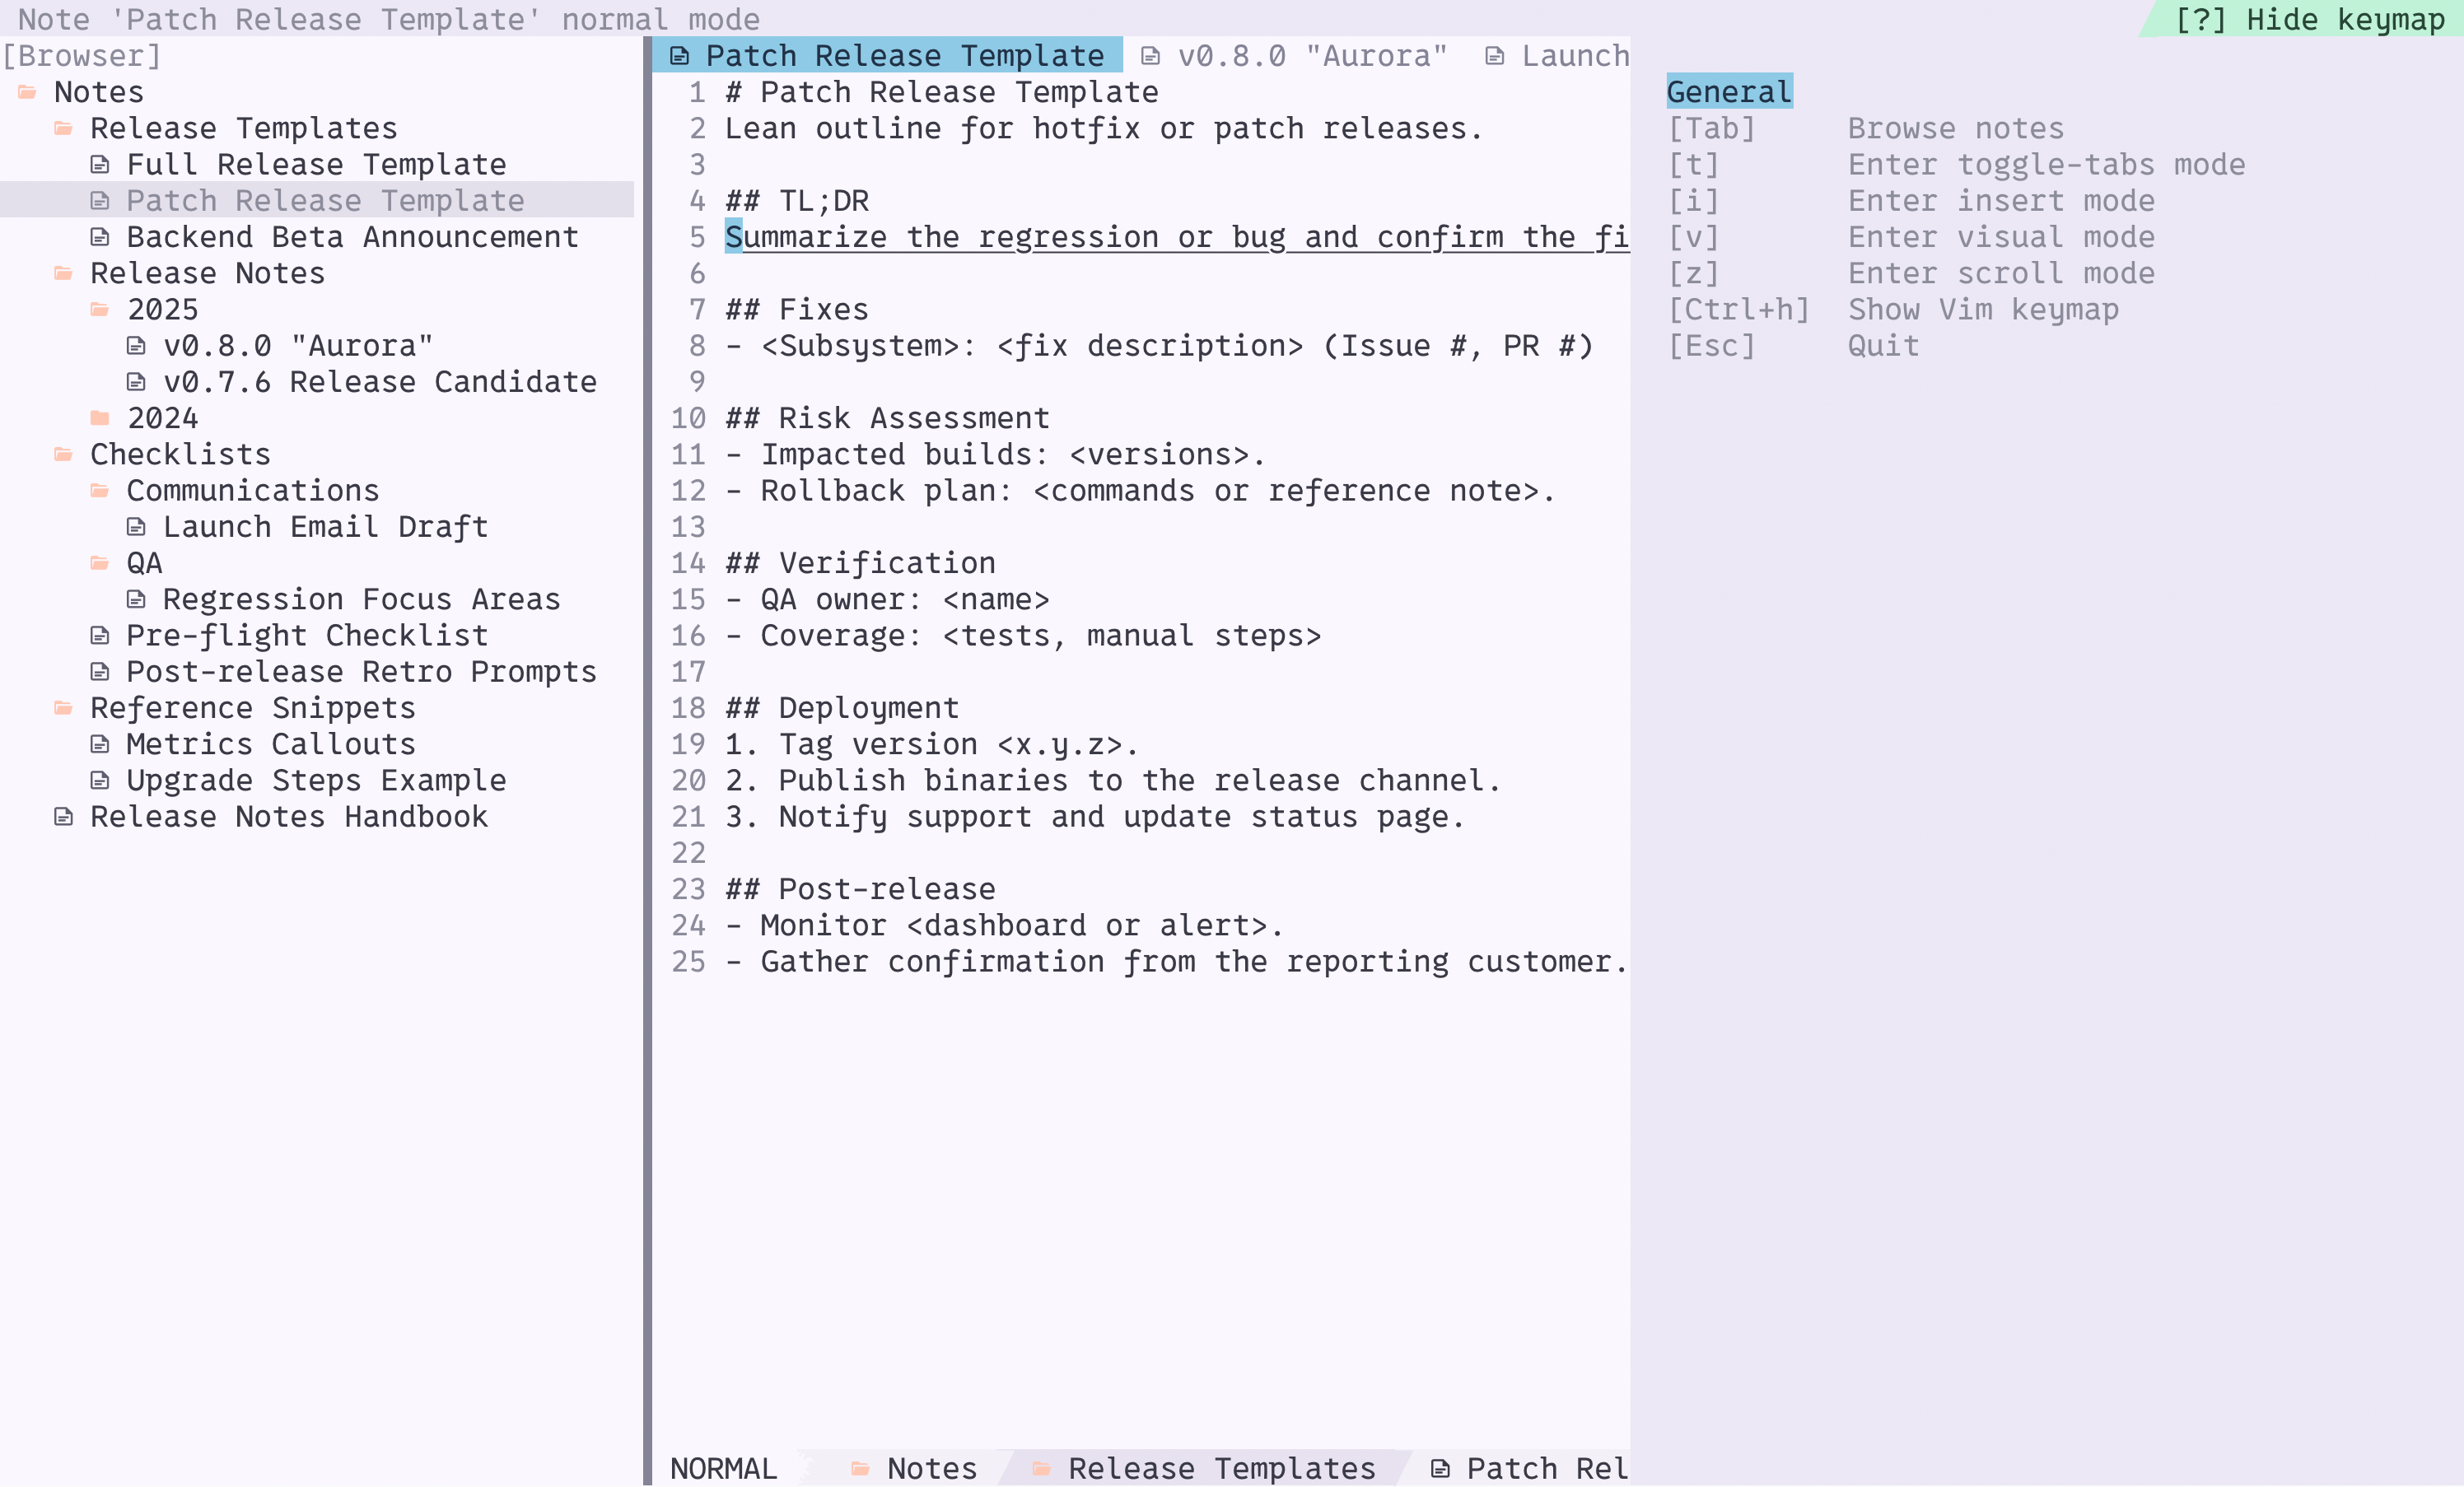 Note 'Patch Release Template' normal mode
[?] Hide keymap
[Browser]
Notes
Release Templates
Full Release Template
Patch Release Template
Backend Beta Announcement
Release Notes
2025
v0.8.0 "Aurora"
v0.7.6 Release Candidate
2024
Checklists
Communications
Launch Email Draft
QA
Regression Focus Areas
Pre-flight Checklist
Post-release Retro Prompts
Reference Snippets
Metrics Callouts
Upgrade Steps Example
Release Notes Handbook
Patch Release Template v0.8.0 "Aurora" Launch
1 # Patch Release Template
2 Lean outline for hotfix or patch releases.
3
4 ## TL;DR
5 Summarize the regression or bug and confirm the fi
6
7 ## Fixes
8 - <Subsystem>: <fix description> (Issue #, PR #)
9
10 ## Risk Assessment
11 - Impacted builds: <versions>.
12 - Rollback plan: <commands or reference note>.
13
14 ## Verification
15 - QA owner: <name>
16 - Coverage: <tests, manual steps>
17
18 ## Deployment
19 1. Tag version <x.y.z>.
20 2. Publish binaries to the release channel.
21 3. Notify support and update status page.
22
23 ## Post-release
24 - Monitor <dashboard or alert>.
25 - Gather confirmation from the reporting customer.
NORMAL Notes Release Templates Patch Rel
General
[Tab] Browse notes
[t] Enter toggle-tabs mode
[i] Enter insert mode
[v] Enter visual mode
[z] Enter scroll mode
[Ctrl+h] Show Vim keymap
[Esc] Quit